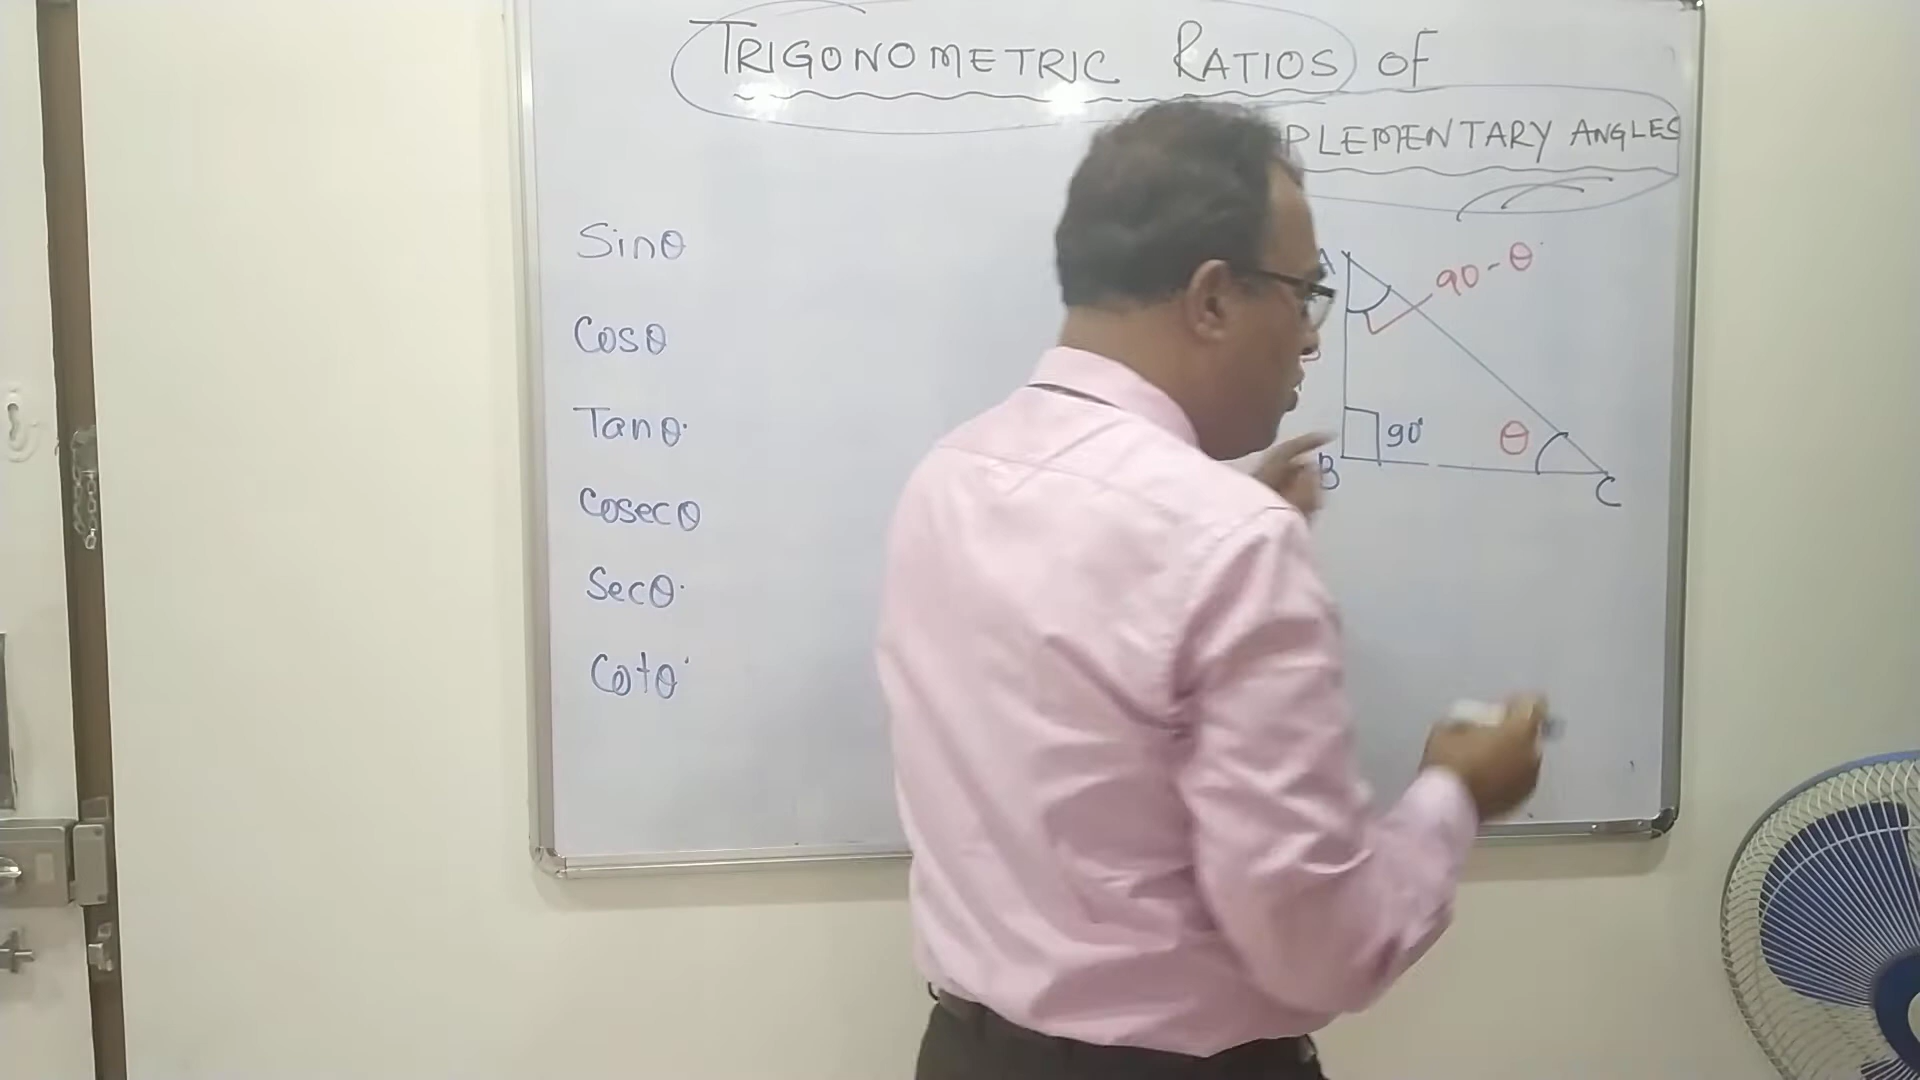 TRIGONOMETRIC RATIOS OF
PLEMENTARY ANGLES
Sinθ
Cosθ
Tanθ
Cosecθ
Secθ
Cotθ
A
90-θ
90°
θ
B
C